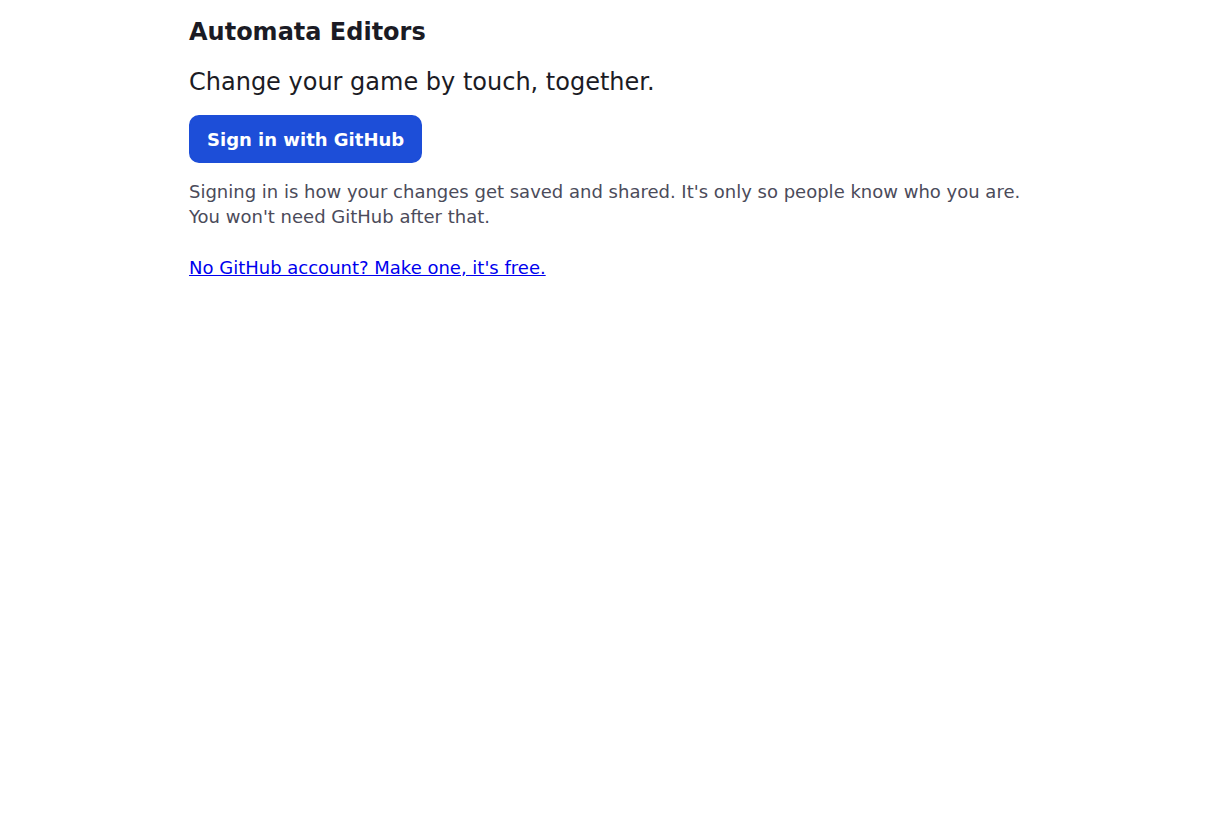 Automata Editors
Change your game by touch, together.
Sign in with GitHub
Signing in is how your changes get saved and shared. It's only so people know who you are.
You won't need GitHub after that.
No GitHub account? Make one, it's free.